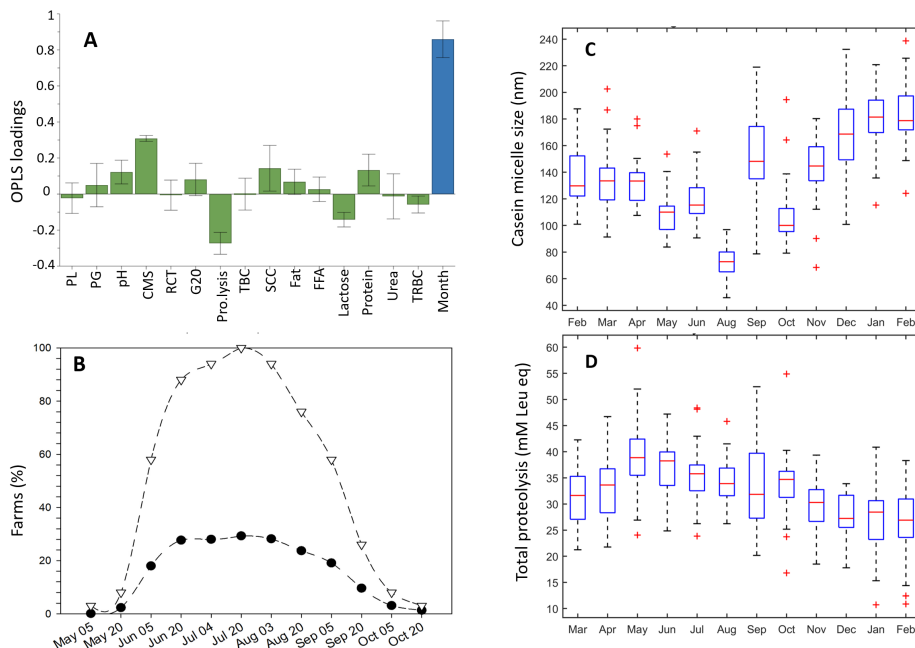 A
OPLS loadings
1
0.8
0.6
0.4
0.2
0
-0.2
-0.4
PL
PG
pH
CMS
RCT
G20
Pro.lysis
TBC
SCC
Fat
FFA
Lactose
Protein
Urea
TRBC
Month
B
Farms (%)
100
80
60
40
20
0
May 05
May 20
Jun 05
Jun 20
Jul 04
Jul 20
Aug 03
Aug 20
Sep 05
Sep 20
Oct 05
Oct 20
C
Casein micelle size (nm)
240
220
200
180
160
140
120
100
80
60
40
Feb Mar Apr May Jun Aug Sep Oct Nov Dec Jan Feb
D
Total proteolysis (mM Leu eq)
60
55
50
45
40
35
30
25
20
15
10
Mar Apr May Jun Jul Aug Sep Oct Nov Dec Jan Feb